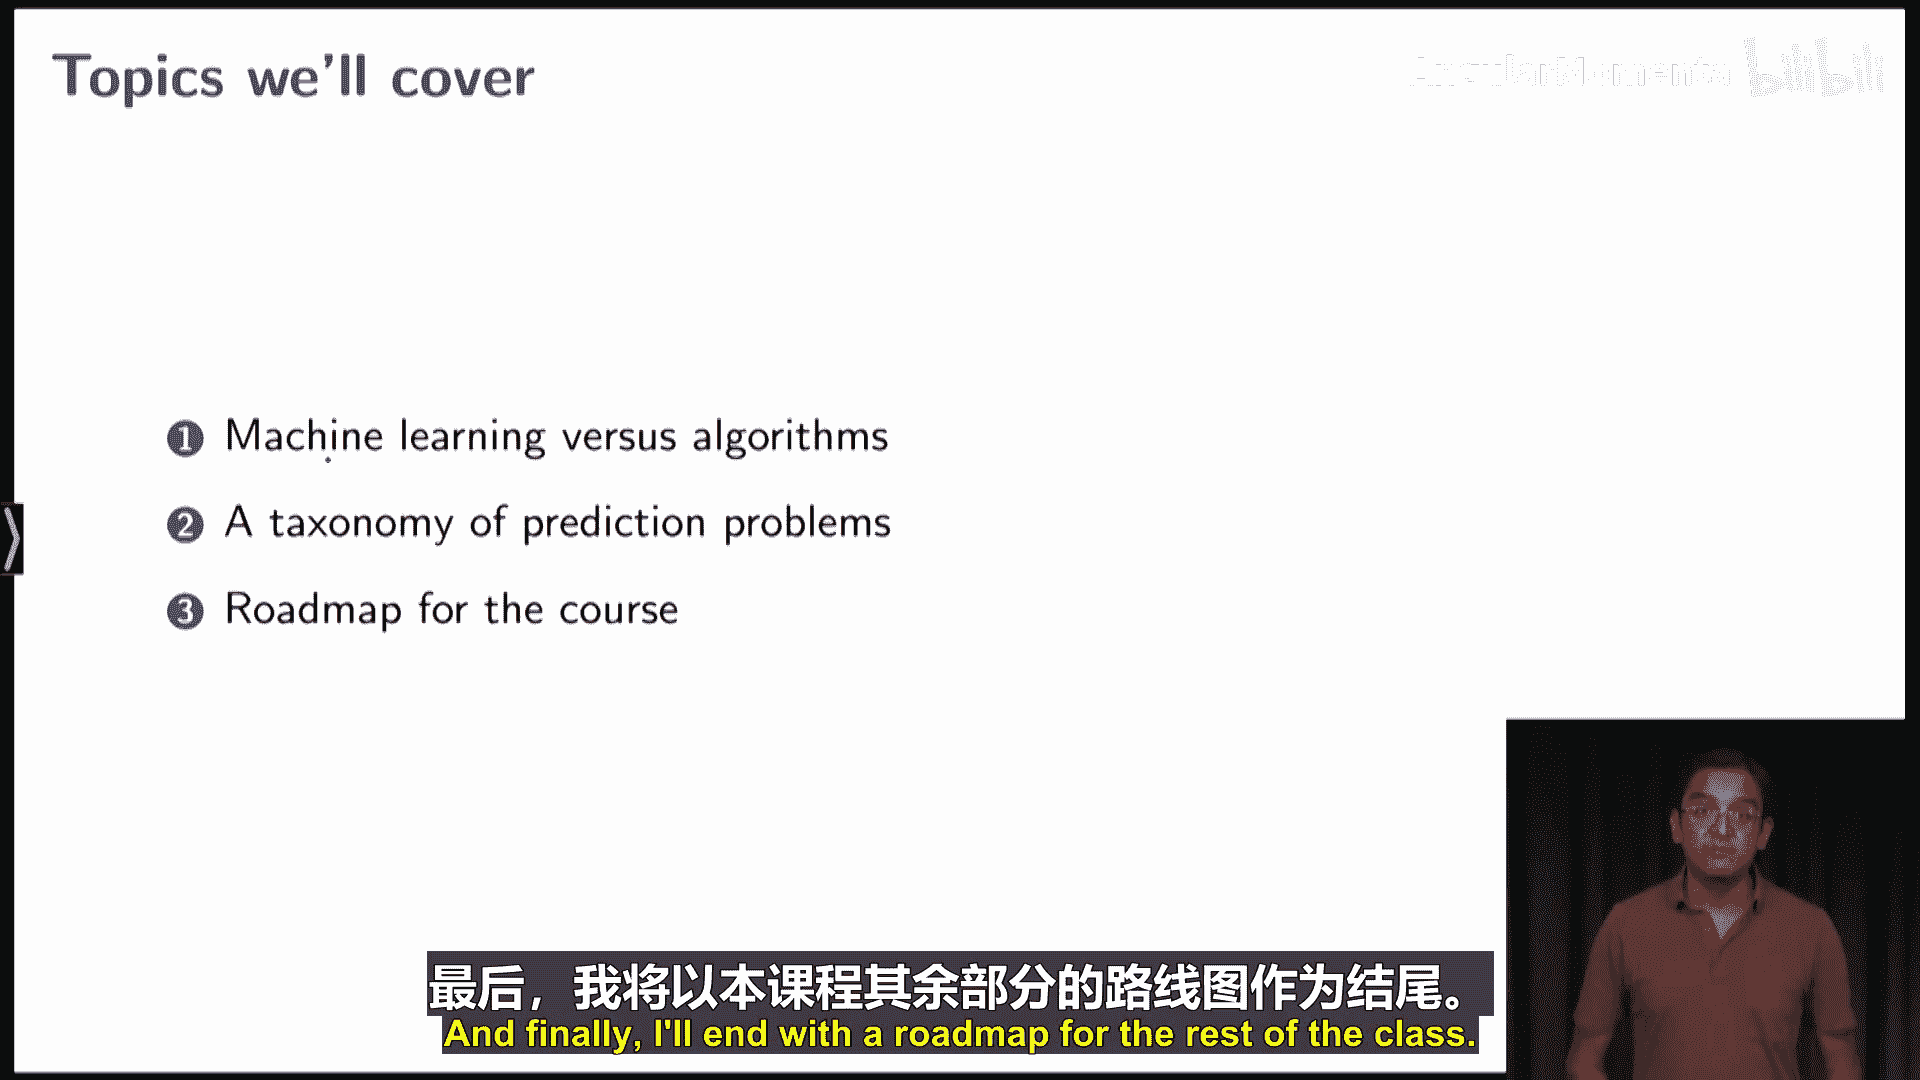 Topics we'll cover
bilibili
1 Machine learning versus algorithms
2 A taxonomy of prediction problems
3 Roadmap for the course
最后，我将以本课程其余部分的路线图作为结尾。
And finally, I'll end with a roadmap for the rest of the class.